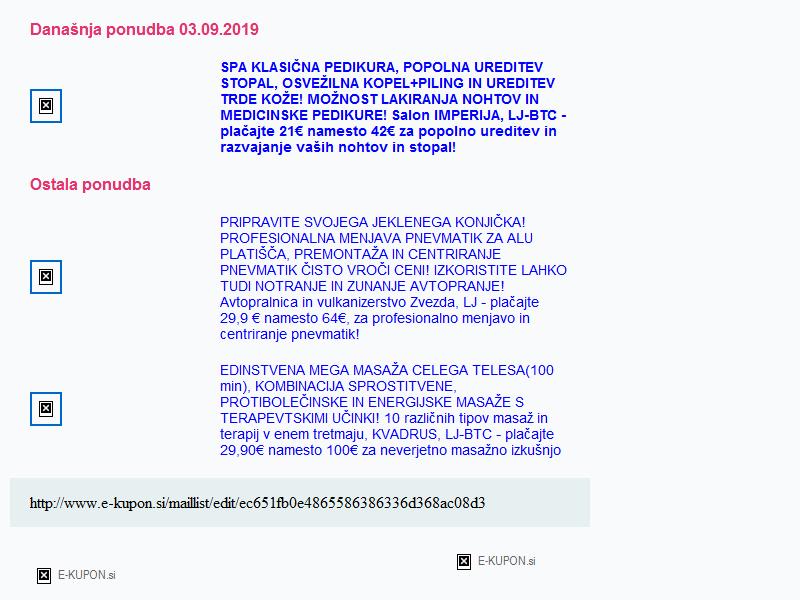 Današnja ponudba 03.09.2019
SPA KLASIČNA PEDIKURA, POPOLNA UREDITEV
STOPAL, OSVEŽILNA KOPEL+PILING IN UREDITEV
TRDE KOŽE! MOŽNOST LAKIRANJA NOHTOV IN
MEDICINSKE PEDIKURE! Salon IMPERIJA, LJ-BTC -
plačajte 21€ namesto 42€ za popolno ureditev in
razvajanje vaših nohtov in stopal!
Ostala ponudba
PRIPRAVITE SVOJEGA JEKLENEGA KONJIČKA!
PROFESIONALNA MENJAVA PNEVMATIK ZA ALU
PLATIŠČA, PREMONTAŽA IN CENTRIRANJE
PNEVMATIK ČISTO VROČI CENI! IZKORISTITE LAHKO
TUDI NOTRANJE IN ZUNANJE AVTOPRANJE!
Avtopralnica in vulkanizerstvo Zvezda, LJ - plačajte
29,9 € namesto 64€, za profesionalno menjavo in
centriranje pnevmatik!
EDINSTVENA MEGA MASAŽA CELEGA TELESA(100
min), KOMBINACIJA SPROSTITVENE,
PROTIBOLEČINSKE IN ENERGIJSKE MASAŽE S
TERAPEVTSKIMI UČINKI! 10 različnih tipov masaž in
terapij v enem tretmaju, KVADRUS, LJ-BTC - plačajte
29,90€ namesto 100€ za neverjetno masažno izkušnjo
http://www.e-kupon.si/maillist/edit/ec651fb0e4865586386336d368ac08d3
E-KUPON.si
E-KUPON.si